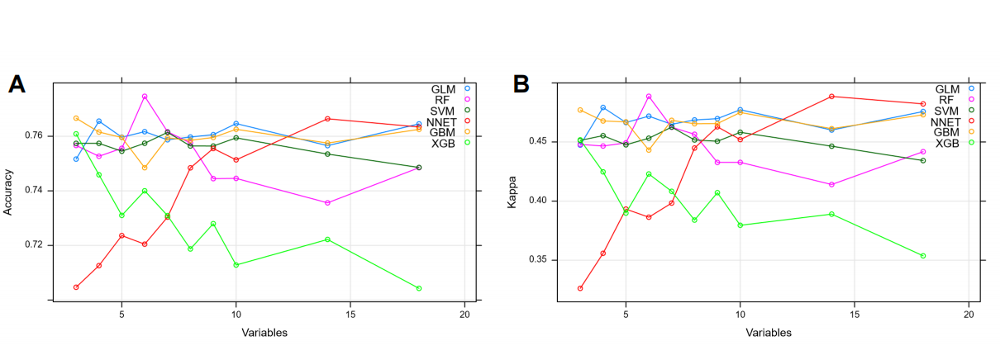 A
GLM
RF
SVM
NNET
GBM
XGB
0.76
0.74
0.72
Accuracy
5
10
15
20
Variables
B
GLM
RF
SVM
NNET
GBM
XGB
0.45
0.40
0.35
Kappa
5
10
15
20
Variables